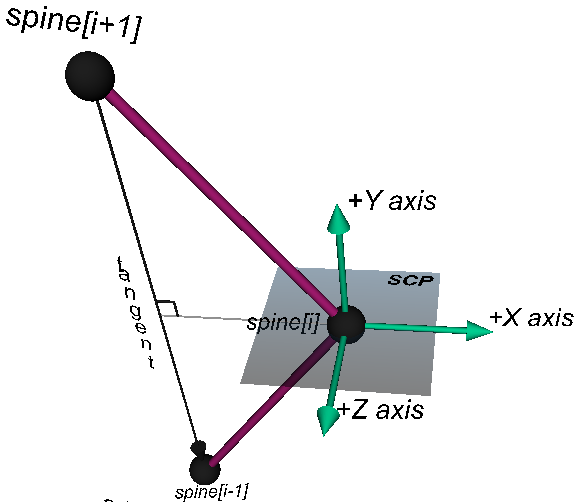 spine[i+1]
+Y axis
SCP
tangent
spine[i]
+X axis
+Z axis
spine[i-1]